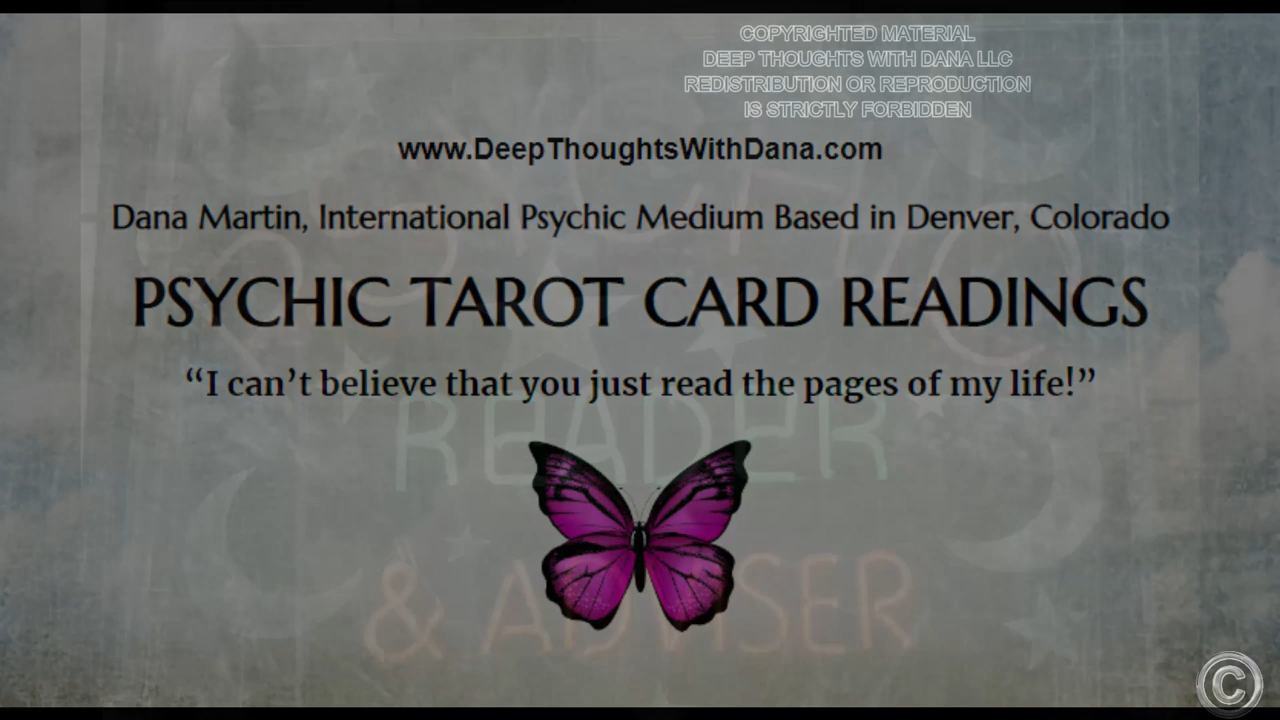 COPYRIGHTED MATERIAL
DEEP THOUGHTS WITH DANA LLC
REDISTRIBUTION OR REPRODUCTION
IS STRICTLY FORBIDDEN
www.DeepThoughtsWithDana.com
Dana Martin, International Psychic Medium Based in Denver, Colorado
PSYCHIC TAROT CARD READINGS
“I can’t believe that you just read the pages of my life!”
PSYCHIC
READER
& ADVISER
©